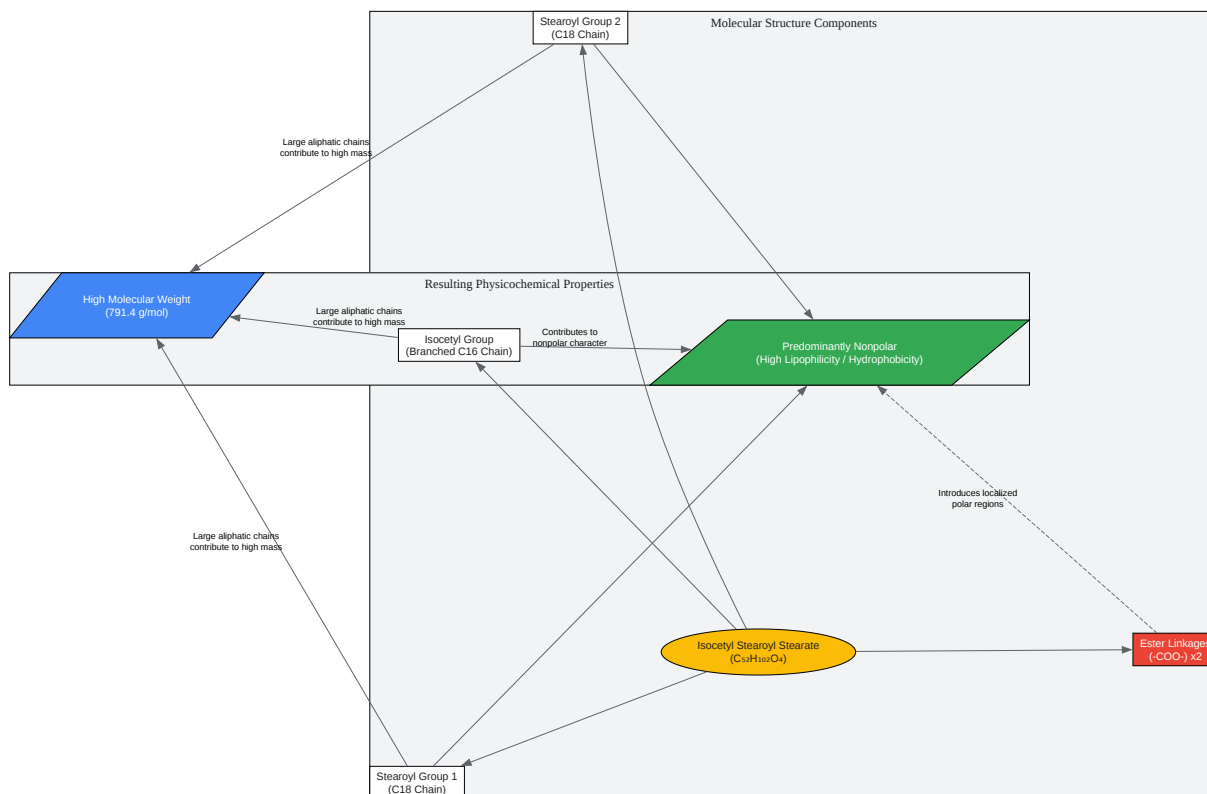 Stearoyl Group 2
(C18 Chain)
Molecular Structure Components
Large aliphatic chains
contribute to high mass
Resulting Physicochemical Properties
High Molecular Weight
(791.4 g/mol)
Large aliphatic chains
contribute to high mass
Isocetyl Group
(Branched C16 Chain)
Contributes to
nonpolar character
Predominantly Nonpolar
(High Lipophilicity / Hydrophobicity)
Introduces localized
polar regions
Large aliphatic chains
contribute to high mass
Isocetyl Stearoyl Stearate
(C₅₂H₁₀₂O₄)
Ester Linkages
(-COO-) x2
Stearoyl Group 1
(C18 Chain)